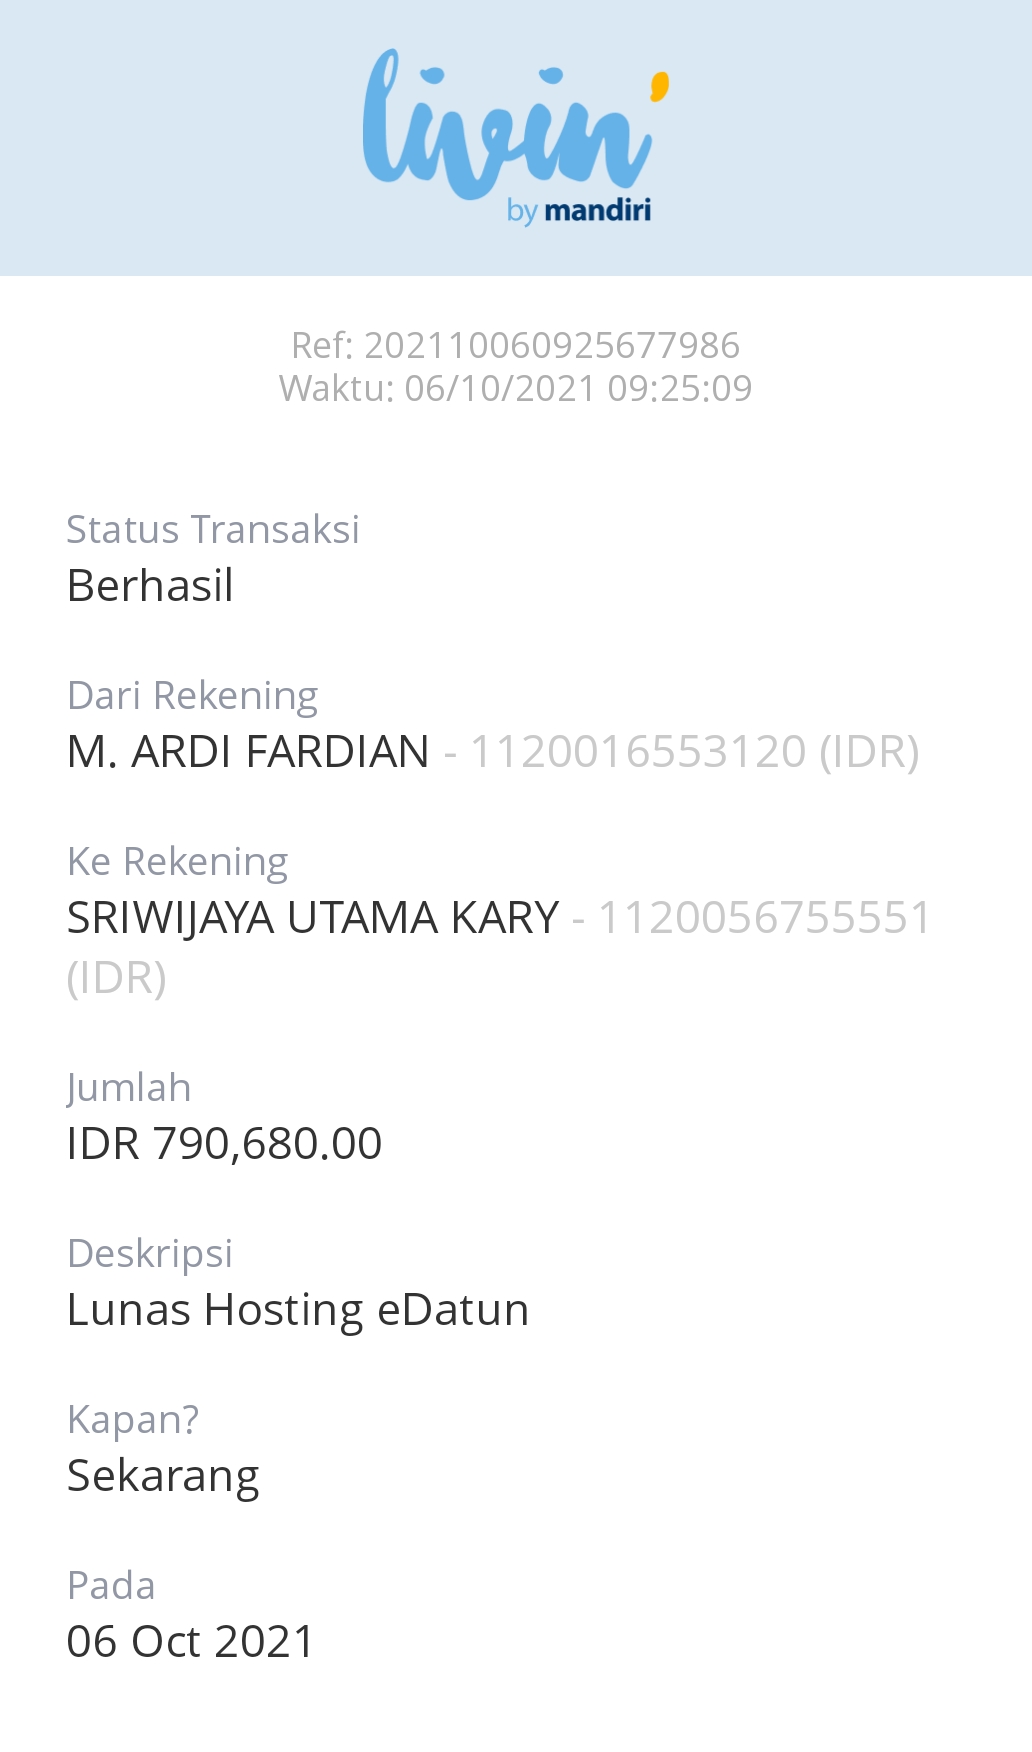 livin'
by mandiri
Ref: 202110060925677986
Waktu: 06/10/2021 09:25:09
Status Transaksi
Berhasil
Dari Rekening
M. ARDI FARDIAN - 1120016553120 (IDR)
Ke Rekening
SRIWIJAYA UTAMA KARY - 1120056755551
(IDR)
Jumlah
IDR 790,680.00
Deskripsi
Lunas Hosting eDatun
Kapan?
Sekarang
Pada
06 Oct 2021